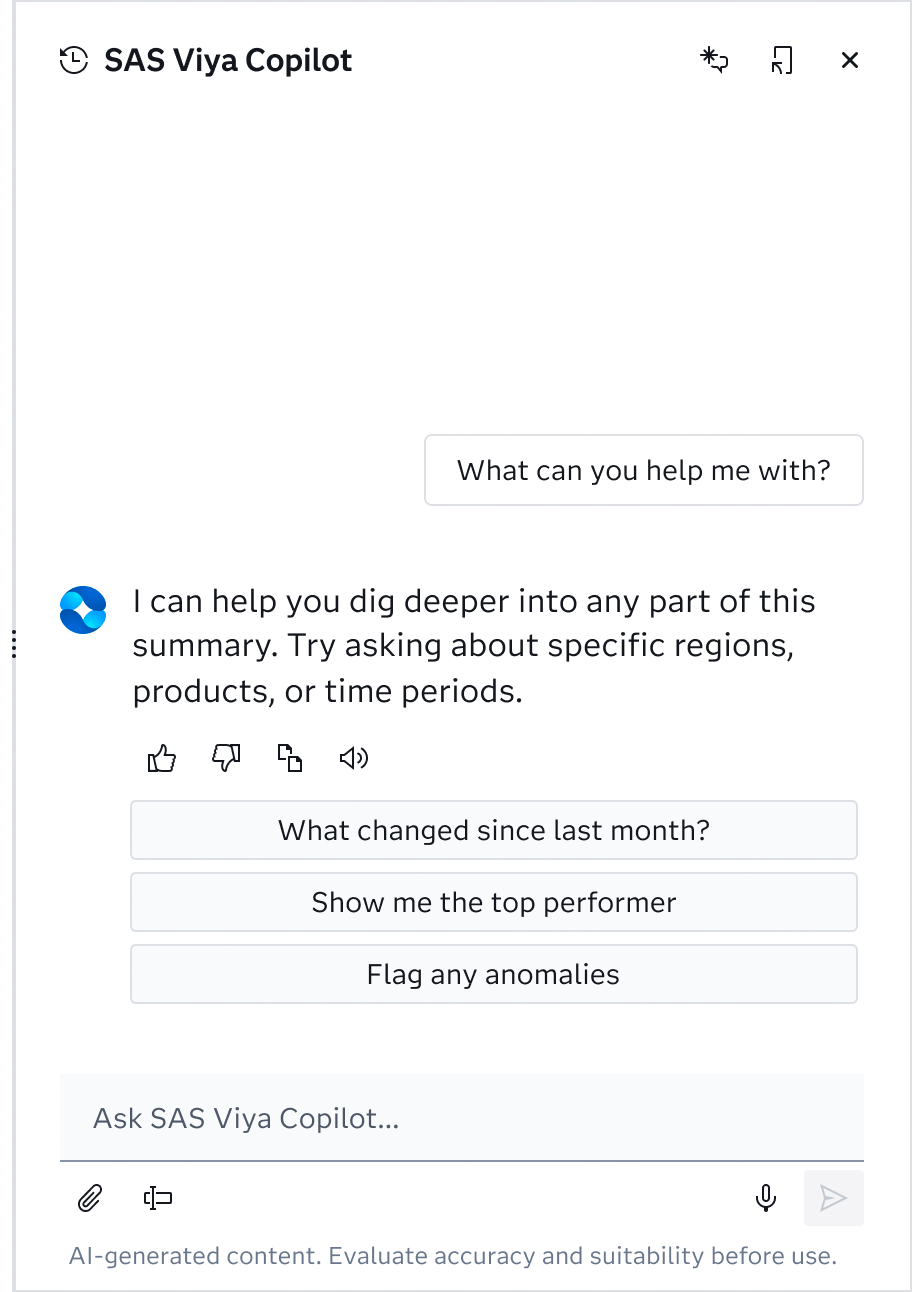 SAS Viya Copilot
What can you help me with?
I can help you dig deeper into any part of this
summary. Try asking about specific regions,
products, or time periods.
What changed since last month?
Show me the top performer
Flag any anomalies
Ask SAS Viya Copilot...
AI-generated content. Evaluate accuracy and suitability before use.